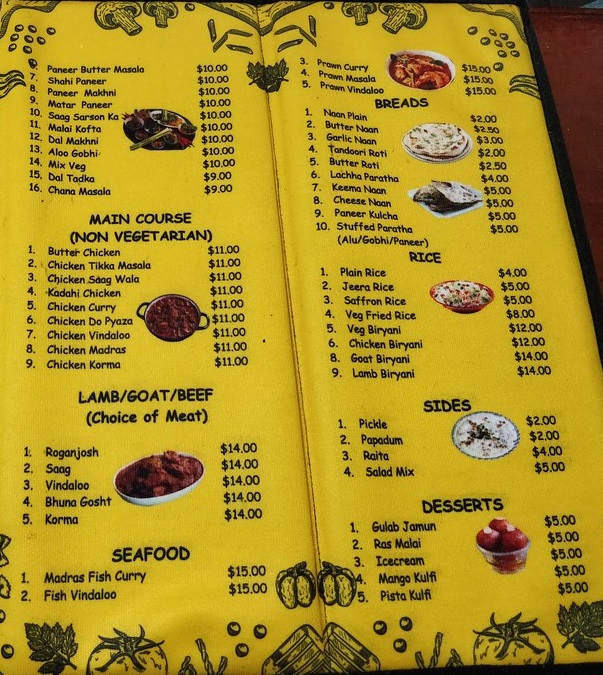 6. Paneer Butter Masala $10.00
7. Shahi Paneer $10.00
8. Paneer Makhni $10.00
9. Matar Paneer $10.00
10. Saag Sarson Ka $10.00
11. Malai Kofta $10.00
12. Dal Makhni $10.00
13. Aloo Gobhi $10.00
14. Mix Veg $10.00
15. Dal Tadka $9.00
16. Chana Masala $9.00
MAIN COURSE
(NON VEGETARIAN)
1. Butter Chicken $11.00
2. Chicken Tikka Masala $11.00
3. Chicken Saag Wala $11.00
4. Kadahi Chicken $11.00
5. Chicken Curry $11.00
6. Chicken Do Pyaza $11.00
7. Chicken Vindaloo $11.00
8. Chicken Madras $11.00
9. Chicken Korma $11.00
LAMB/GOAT/BEEF
(Choice of Meat)
1. Roganjosh $14.00
2. Saag $14.00
3. Vindaloo $14.00
4. Bhuna Gosht $14.00
5. Korma $14.00
SEAFOOD
1. Madras Fish Curry $15.00
2. Fish Vindaloo $15.00
3. Prawn Curry $15.00
4. Prawn Masala $15.00
5. Prawn Vindaloo $15.00
BREADS
1. Naan Plain $2.00
2. Butter Naan $2.50
3. Garlic Naan $3.00
4. Tandoori Roti $2.00
5. Butter Roti $2.50
6. Lachha Paratha $4.00
7. Keema Naan $5.00
8. Cheese Naan $5.00
9. Paneer Kulcha $5.00
10. Stuffed Paratha $5.00
(Alu/Gobhi/Paneer)
RICE
1. Plain Rice $4.00
2. Jeera Rice $5.00
3. Saffron Rice $5.00
4. Veg Fried Rice $8.00
5. Veg Biryani $12.00
6. Chicken Biryani $12.00
8. Goat Biryani $14.00
9. Lamb Biryani $14.00
SIDES
1. Pickle $2.00
2. Papadum $2.00
3. Raita $4.00
4. Salad Mix $5.00
DESSERTS
1. Gulab Jamun $5.00
2. Ras Malai $5.00
3. Icecream $5.00
4. Mango Kulfi $5.00
5. Pista Kulfi $5.00